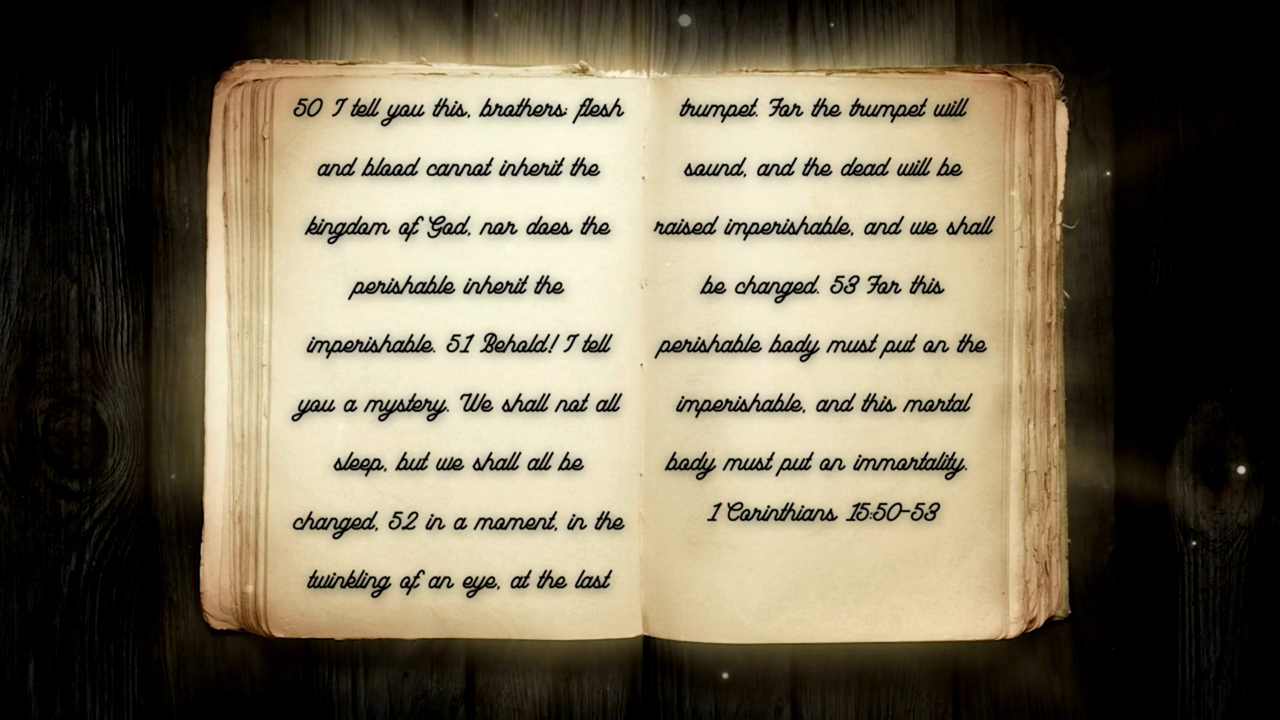 50 I tell you this, brothers: flesh
and blood cannot inherit the
kingdom of God, nor does the
perishable inherit the
imperishable. 51 Behold! I tell
you a mystery. We shall not all
sleep, but we shall all be
changed, 52 in a moment, in the
twinkling of an eye, at the last
trumpet. For the trumpet will
sound, and the dead will be
raised imperishable, and we shall
be changed. 53 For this
perishable body must put on the
imperishable, and this mortal
body must put on immortality.
1 Corinthians 15:50-53